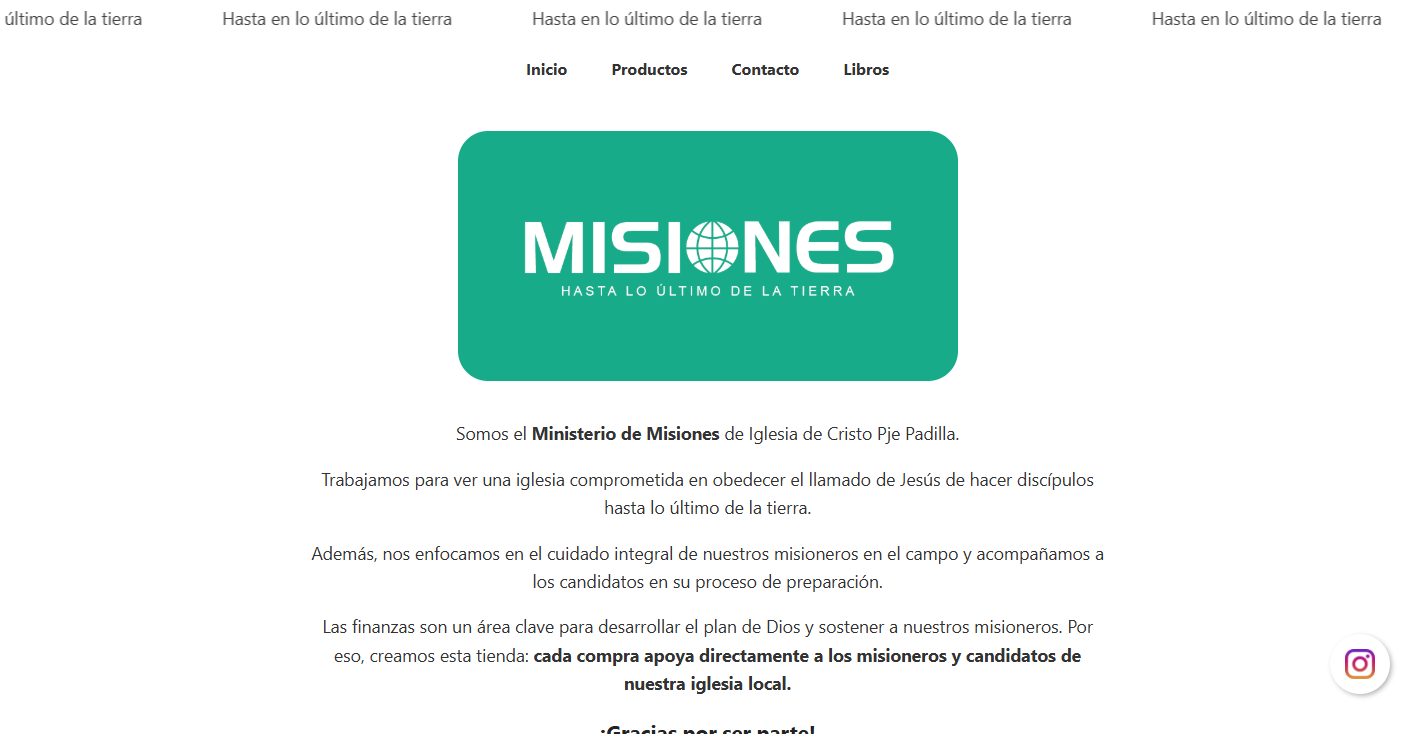 último de la tierra Hasta en lo último de la tierra Hasta en lo último de la tierra Hasta en lo último de la tierra Hasta en lo último de la tierra
Inicio Productos Contacto Libros
MISIONES
HASTA LO ÚLTIMO DE LA TIERRA
Somos el Ministerio de Misiones de Iglesia de Cristo Pje Padilla.
Trabajamos para ver una iglesia comprometida en obedecer el llamado de Jesús de hacer discípulos
hasta lo último de la tierra.
Además, nos enfocamos en el cuidado integral de nuestros misioneros en el campo y acompañamos a
los candidatos en su proceso de preparación.
Las finanzas son un área clave para desarrollar el plan de Dios y sostener a nuestros misioneros. Por
eso, creamos esta tienda: cada compra apoya directamente a los misioneros y candidatos de
nuestra iglesia local.
¡Gracias por ser parte!